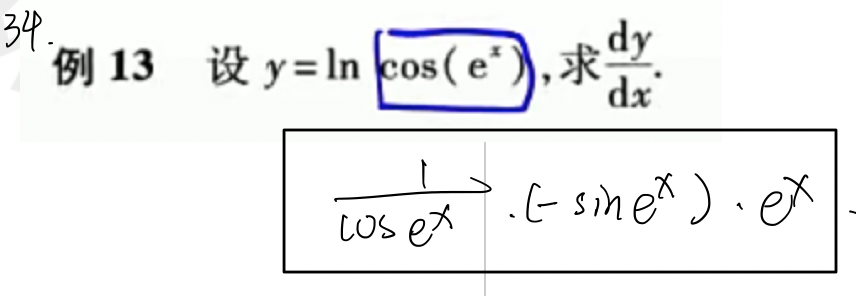 34.
例 13 设 y = ln cos( eˣ ), 求 dy/dx.
1/cos eˣ · (- sin eˣ) · eˣ